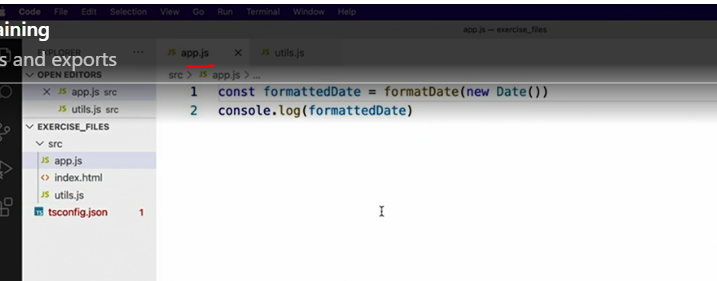 Code File Edit Selection View Go Run Terminal Window Help
aining
app.js — exercise_files
EXPLORER
JS app.js
JS utils.js
s and exports
OPEN EDITORS
src > JS app.js > ...
JS app.js src
JS utils.js src
EXERCISE_FILES
src
JS app.js
<> index.html
JS utils.js
TS tsconfig.json 1
1 const formattedDate = formatDate(new Date())
2 console.log(formattedDate)